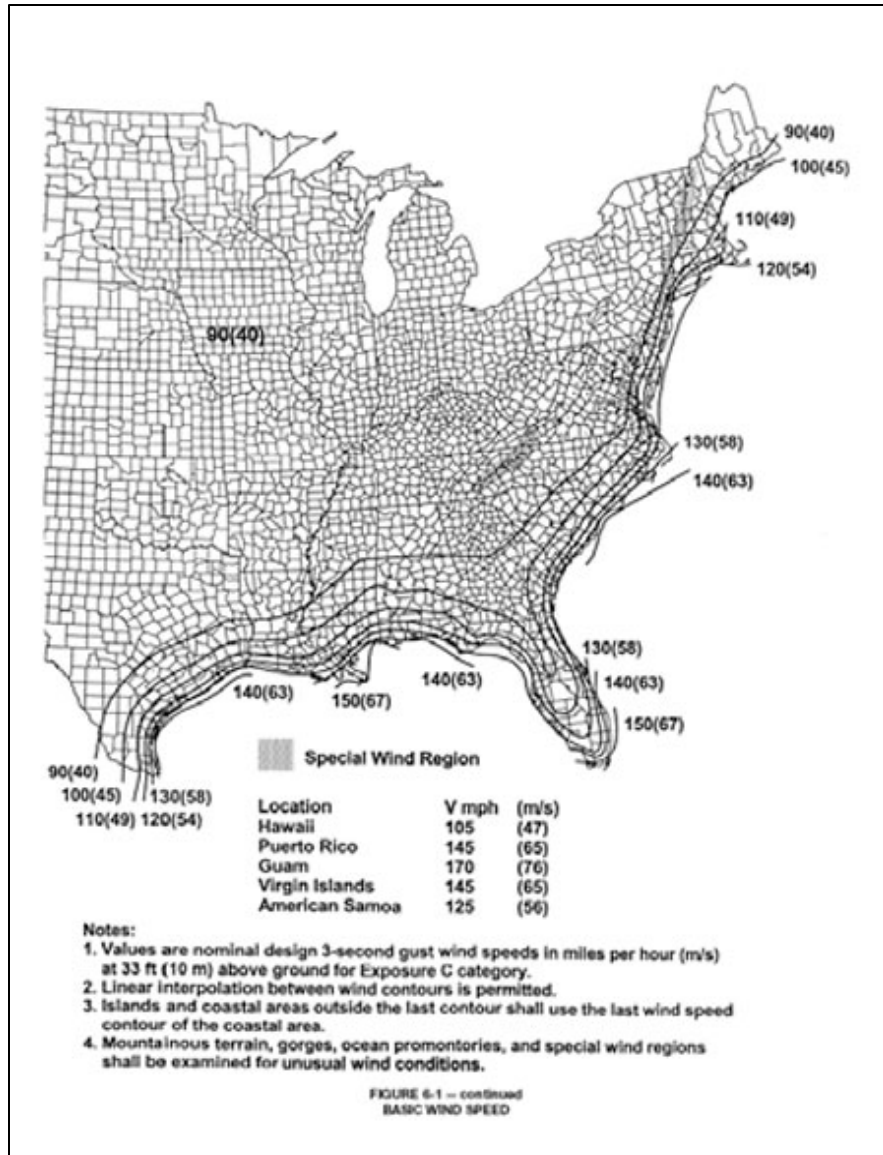 90(40)
100(45)
110(49)
120(54)
90(40)
130(58)
140(63)
130(58)
140(63)
140(63)
140(63)
150(67)
150(67)
90(40)
100(45)
130(58)
110(49) 120(54)
Special Wind Region
Location V mph (m/s)
Hawaii 105 (47)
Puerto Rico 145 (65)
Guam 170 (76)
Virgin Islands 145 (65)
American Samoa 125 (56)
Notes:
1. Values are nominal design 3-second gust wind speeds in miles per hour (m/s)
at 33 ft (10 m) above ground for Exposure C category.
2. Linear interpolation between wind contours is permitted.
3. Islands and coastal areas outside the last contour shall use the last wind speed
contour of the coastal area.
4. Mountainous terrain, gorges, ocean promontories, and special wind regions
shall be examined for unusual wind conditions.
FIGURE 6-1 -- continued
BASIC WIND SPEED